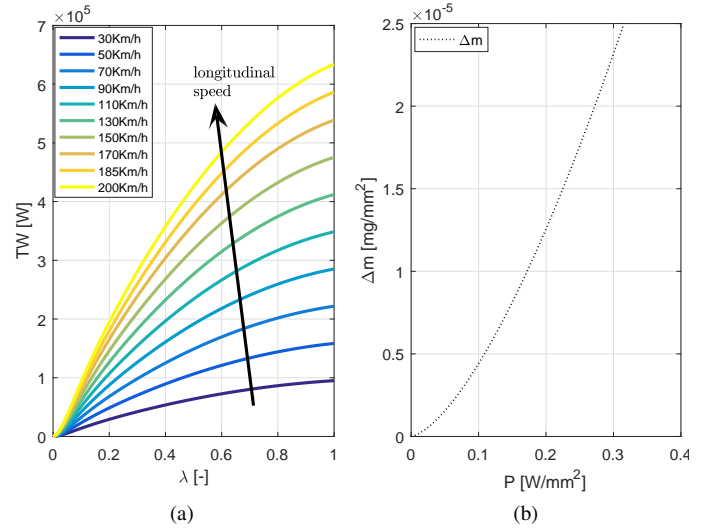 ×10^5
7
6
5
4
3
2
1
0
TW [W]
0
0.2
0.4
0.6
0.8
1
λ [-]
30Km/h
50Km/h
70Km/h
90Km/h
110Km/h
130Km/h
150Km/h
170Km/h
185Km/h
200Km/h
longitudinal
speed
(a)
×10^-5
2.5
2
1.5
1
0.5
0
Δm [mg/mm^2]
0
0.1
0.2
0.3
0.4
P [W/mm^2]
Δm
(b)